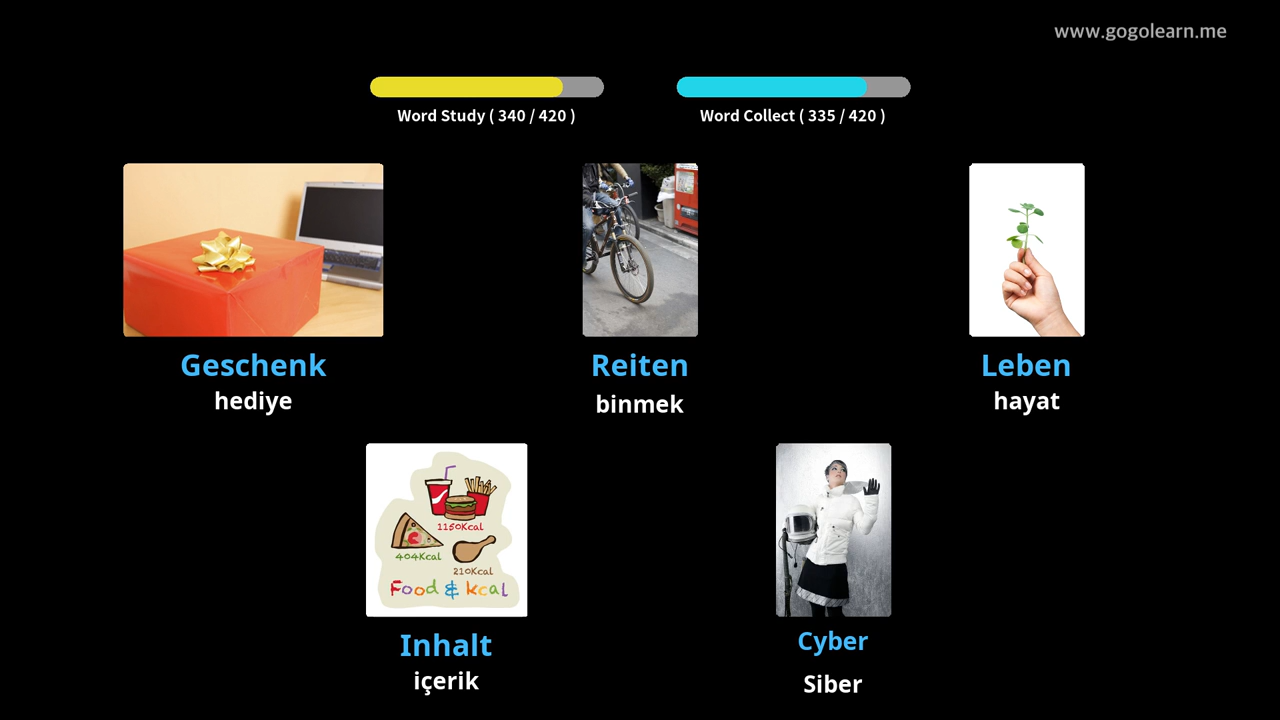 www.gogolearn.me
Word Study ( 340 / 420 )
Word Collect ( 335 / 420 )
Geschenk
hediye
Reiten
binmek
Leben
hayat
1150Kcal
404Kcal
210Kcal
Food & kcal
Inhalt
içerik
Cyber
Siber